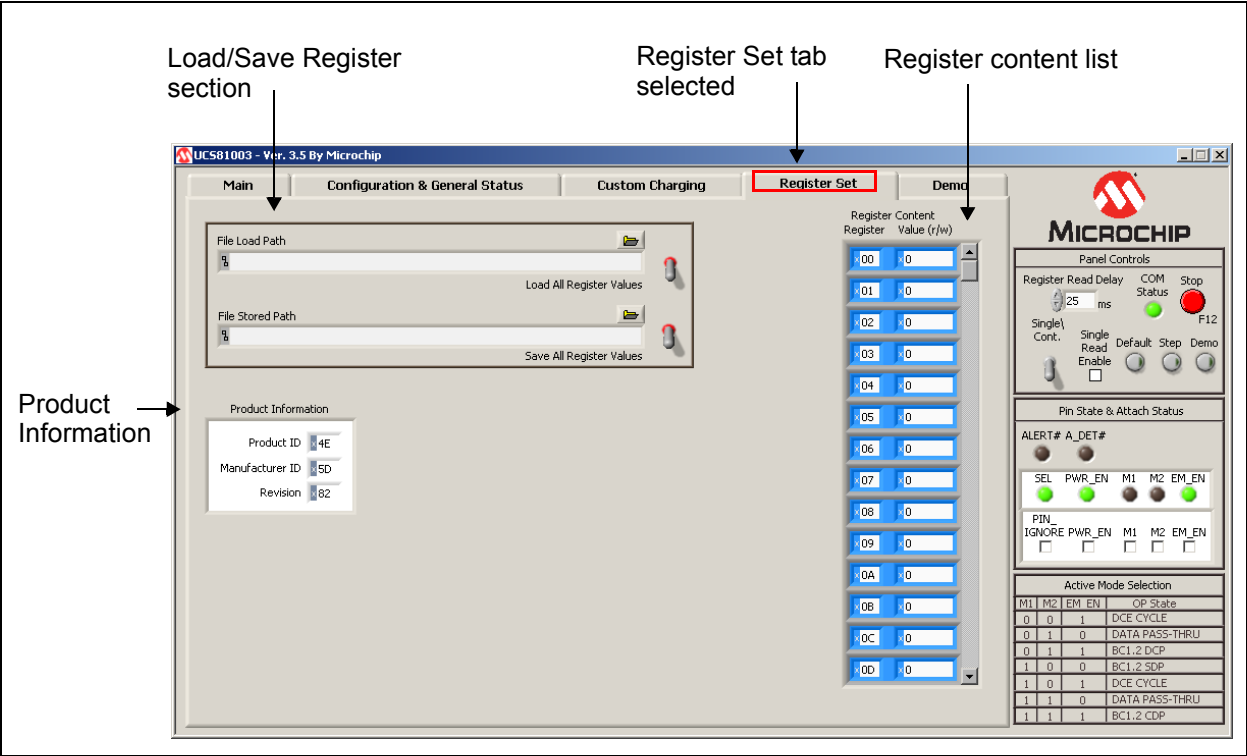 Load/Save Register
section
Register Set tab
selected
Register content list
UCS81003 - Ver. 3.5 By Microchip
Main
Configuration & General Status
Custom Charging
Register Set
Demo
File Load Path
Load All Register Values
File Stored Path
Save All Register Values
Product
Information
Product Information
Product ID x 4E
Manufacturer ID x 5D
Revision x 82
Register Content
Register Value (r/w)
x 00 x 0
x 01 x 0
x 02 x 0
x 03 x 0
x 04 x 0
x 05 x 0
x 06 x 0
x 07 x 0
x 08 x 0
x 09 x 0
x 0A x 0
x 0B x 0
x 0C x 0
x 0D x 0
MICROCHIP
Panel Controls
Register Read Delay
25 ms
COM
Status
Stop
F12
Single\
Cont.
Single
Read
Enable
Default Step Demo
Pin State & Attach Status
ALERT# A_DET#
SEL PWR_EN M1 M2 EM_EN
PIN_
IGNORE PWR_EN M1 M2 EM_EN
Active Mode Selection
M1 M2 EM_EN OP State
0 0 1 DCE CYCLE
0 1 0 DATA PASS-THRU
0 1 1 BC1.2 DCP
1 0 0 BC1.2 SDP
1 0 1 DCE CYCLE
1 1 0 DATA PASS-THRU
1 1 1 BC1.2 CDP